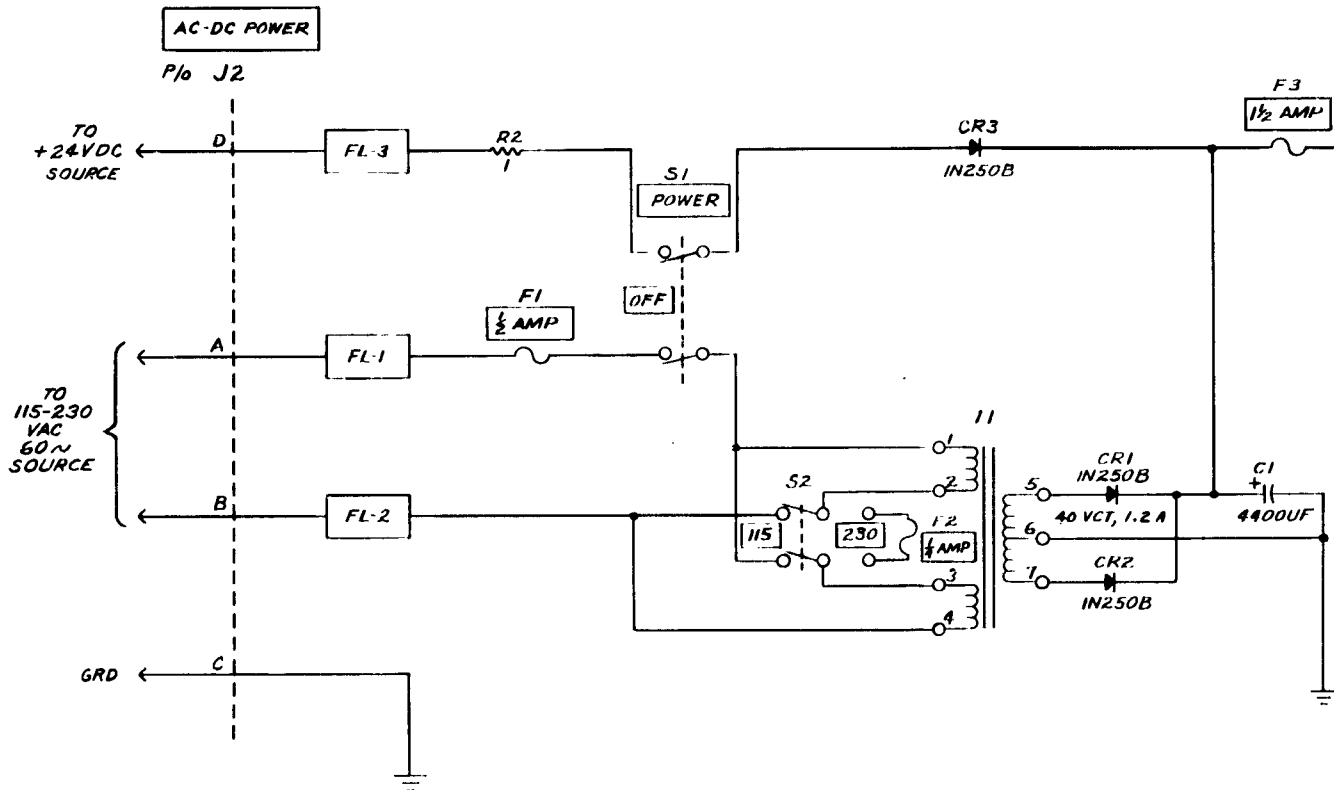 AC-DC POWER
P/o J2
TO
+24VDC
SOURCE
D
FL-3
R2
1
S1
POWER
CR3
1N250B
F3
1½ AMP
OFF
TO
115-230
VAC
60~
SOURCE
A
FL-1
F1
½ AMP
B
FL-2
S2
115
230
F2
¼ AMP
11
1
2
3
4
5
6
7
CR1
1N250B
40 VCT, 1.2 A
CR2
1N250B
C1
+
4400UF
GRD
C